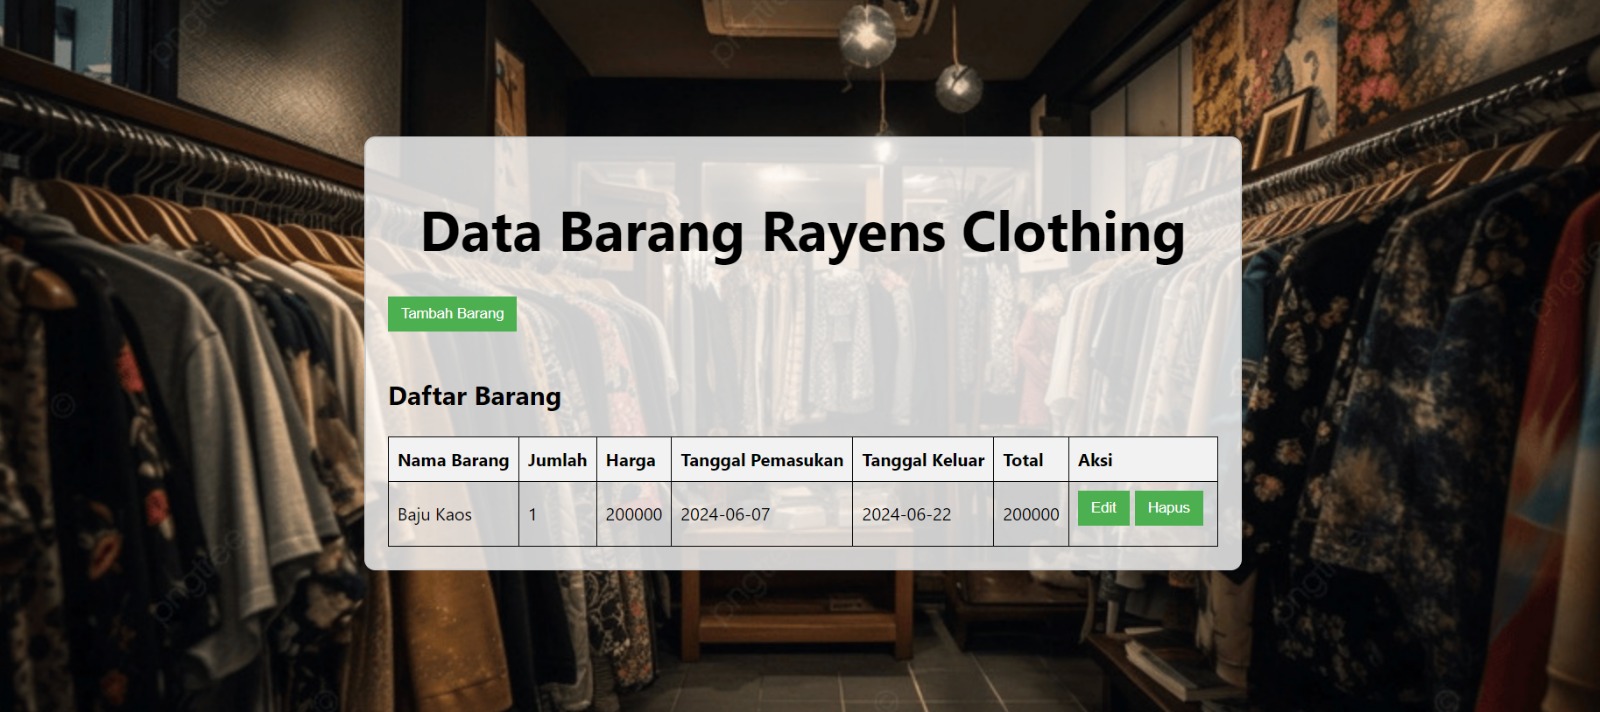 Data Barang Rayens Clothing
Tambah Barang
Daftar Barang
Nama Barang Jumlah Harga Tanggal Pemasukan Tanggal Keluar Total Aksi
Baju Kaos 1 200000 2024-06-07 2024-06-22 200000 Edit Hapus